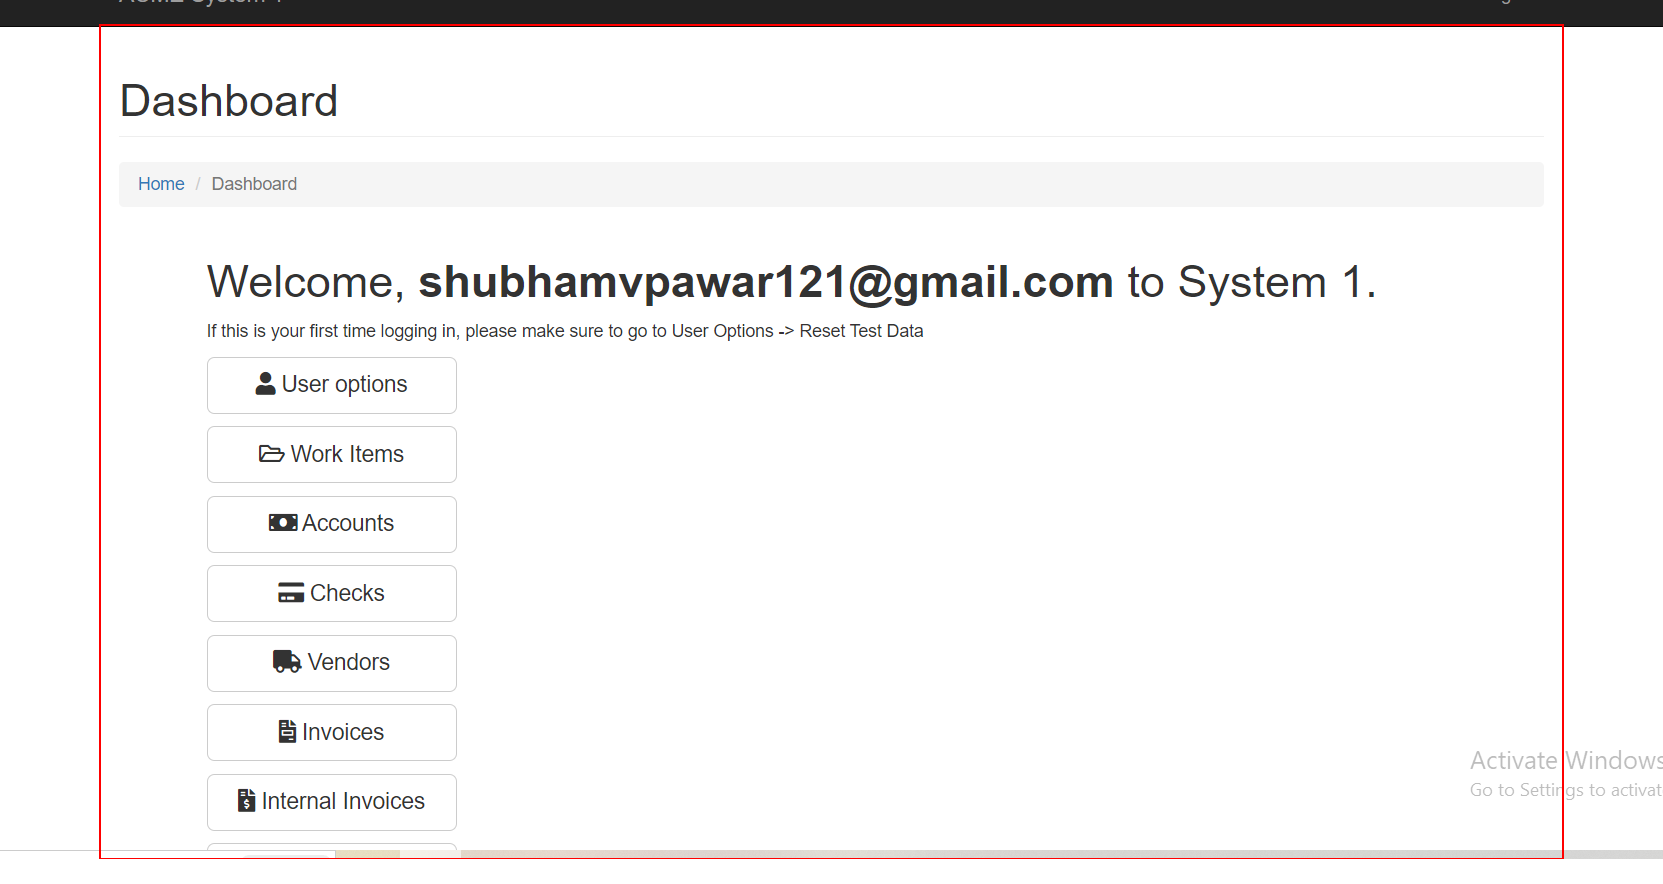 Dashboard
Home / Dashboard
Welcome, shubhamvpawar121@gmail.com to System 1.
If this is your first time logging in, please make sure to go to User Options -> Reset Test Data
User options
Work Items
Accounts
Checks
Vendors
Invoices
Internal Invoices
Activate Windows
Go to Settings to activat